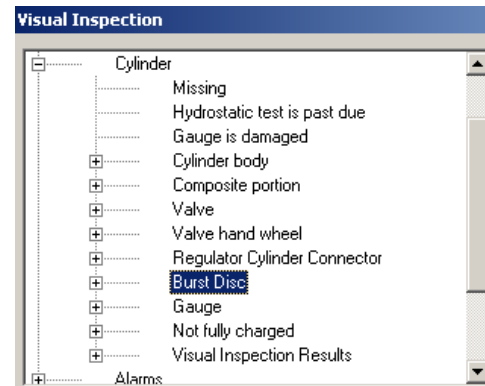 Visual Inspection
Cylinder
Missing
Hydrostatic test is past due
Gauge is damaged
Cylinder body
Composite portion
Valve
Valve hand wheel
Regulator Cylinder Connector
Burst Disc
Gauge
Not fully charged
Visual Inspection Results
Alarms